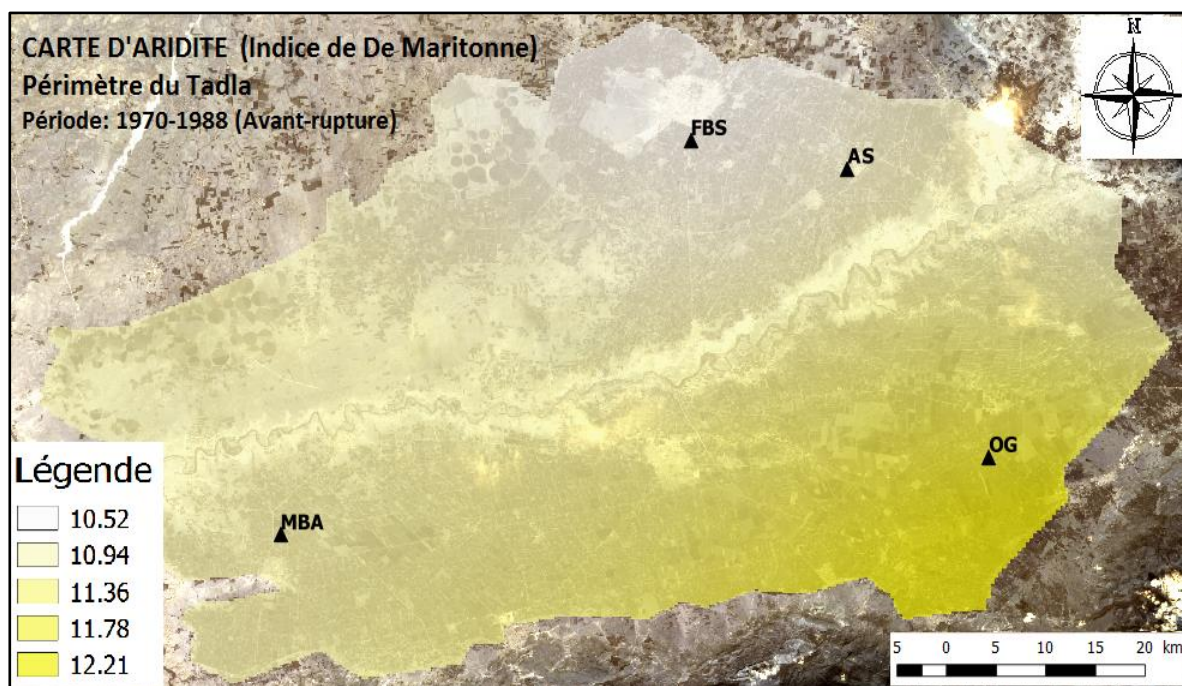 CARTE D'ARIDITE (Indice de De Maritonne)
Périmètre du Tadla
Période: 1970-1988 (Avant-rupture)
N
FBS
AS
OG
MBA
Légende
10.52
10.94
11.36
11.78
12.21
5 0 5 10 15 20 km